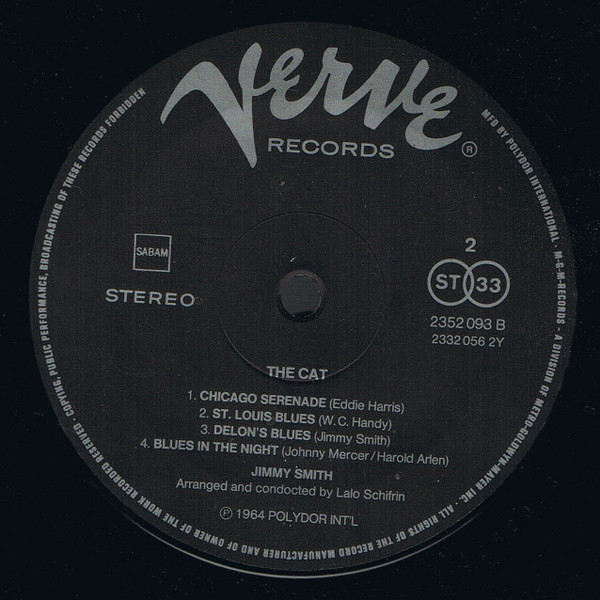 Verve
RECORDS ®
MFD BY POLYDOR INTERNATIONAL · M-G-M-RECORDS - A DIVISION OF METRO-GOLDWYN-MAYER INC. · ALL RIGHTS OF THE RECORD MANUFACTURER AND OF OWNER OF THE WORK RECORDED RESERVED · COPYING, PUBLIC PERFORMANCE, BROADCASTING OF THESE RECORDS FORBIDDEN
SABAM
STEREO
2
ST 33
2352 093 B
2332 056 2Y
THE CAT
1. CHICAGO SERENADE (Eddie Harris)
2. ST. LOUIS BLUES (W. C. Handy)
3. DELON'S BLUES (Jimmy Smith)
4. BLUES IN THE NIGHT (Johnny Mercer/Harold Arlen)
JIMMY SMITH
Arranged and conducted by Lalo Schifrin
℗ 1964 POLYDOR INT'L